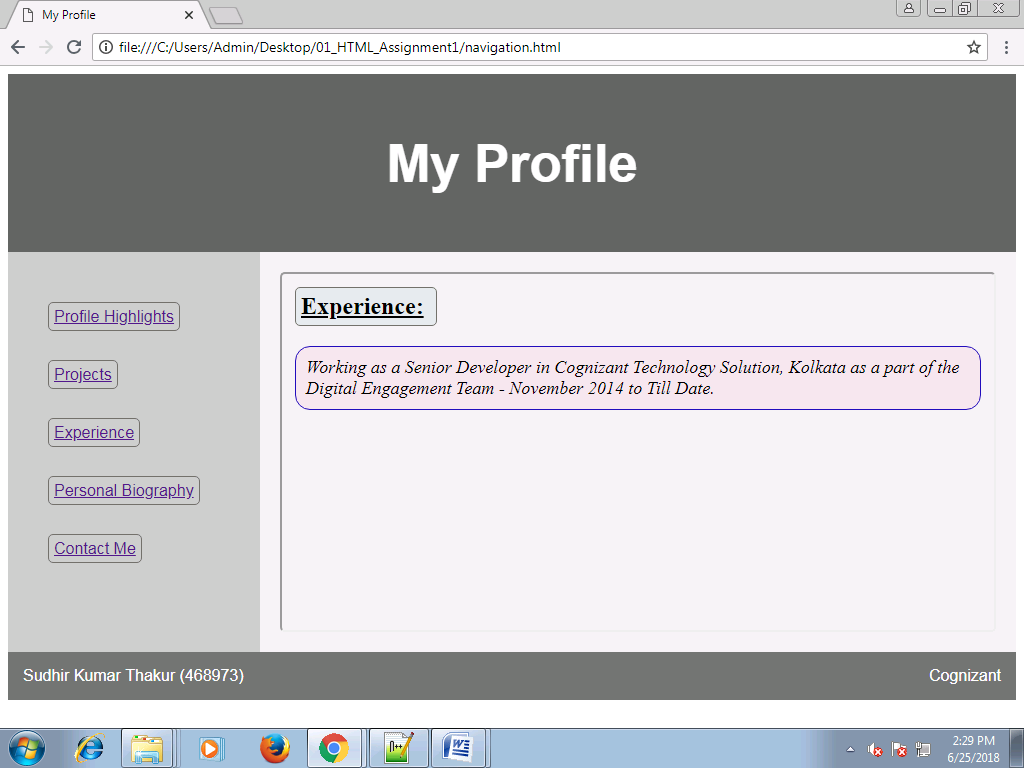 My Profile
file:///C:/Users/Admin/Desktop/01_HTML_Assignment1/navigation.html
My Profile
Profile Highlights
Projects
Experience
Personal Biography
Contact Me
Experience:
Working as a Senior Developer in Cognizant Technology Solution, Kolkata as a part of the
Digital Engagement Team - November 2014 to Till Date.
Sudhir Kumar Thakur (468973)
Cognizant
2:29 PM
6/25/2018